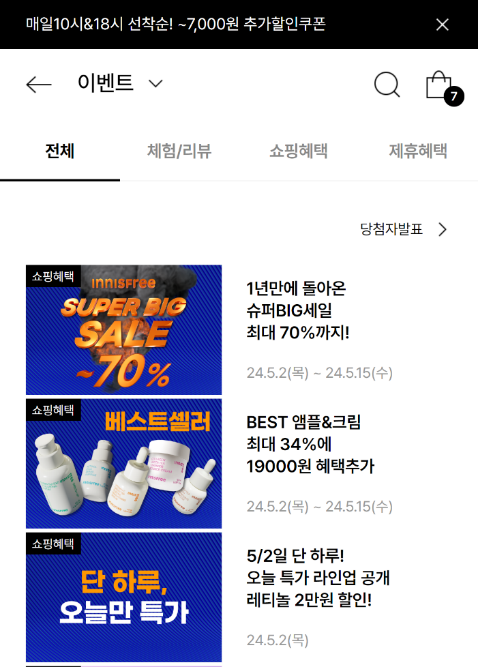 매일10시&18시 선착순! ~7,000원 추가할인쿠폰
이벤트
7
전체
체험/리뷰
쇼핑혜택
제휴혜택
당첨자발표
쇼핑혜택
INNISFREE
SUPER BIG
SALE
~70%
1년만에 돌아온
슈퍼BIG세일
최대 70%까지!
24.5.2(목) ~ 24.5.15(수)
쇼핑혜택
베스트셀러
BEST 앰플&크림
최대 34%에
19000원 혜택추가
24.5.2(목) ~ 24.5.15(수)
쇼핑혜택
단 하루,
오늘만 특가
5/2일 단 하루!
오늘 특가 라인업 공개
레티놀 2만원 할인!
24.5.2(목)